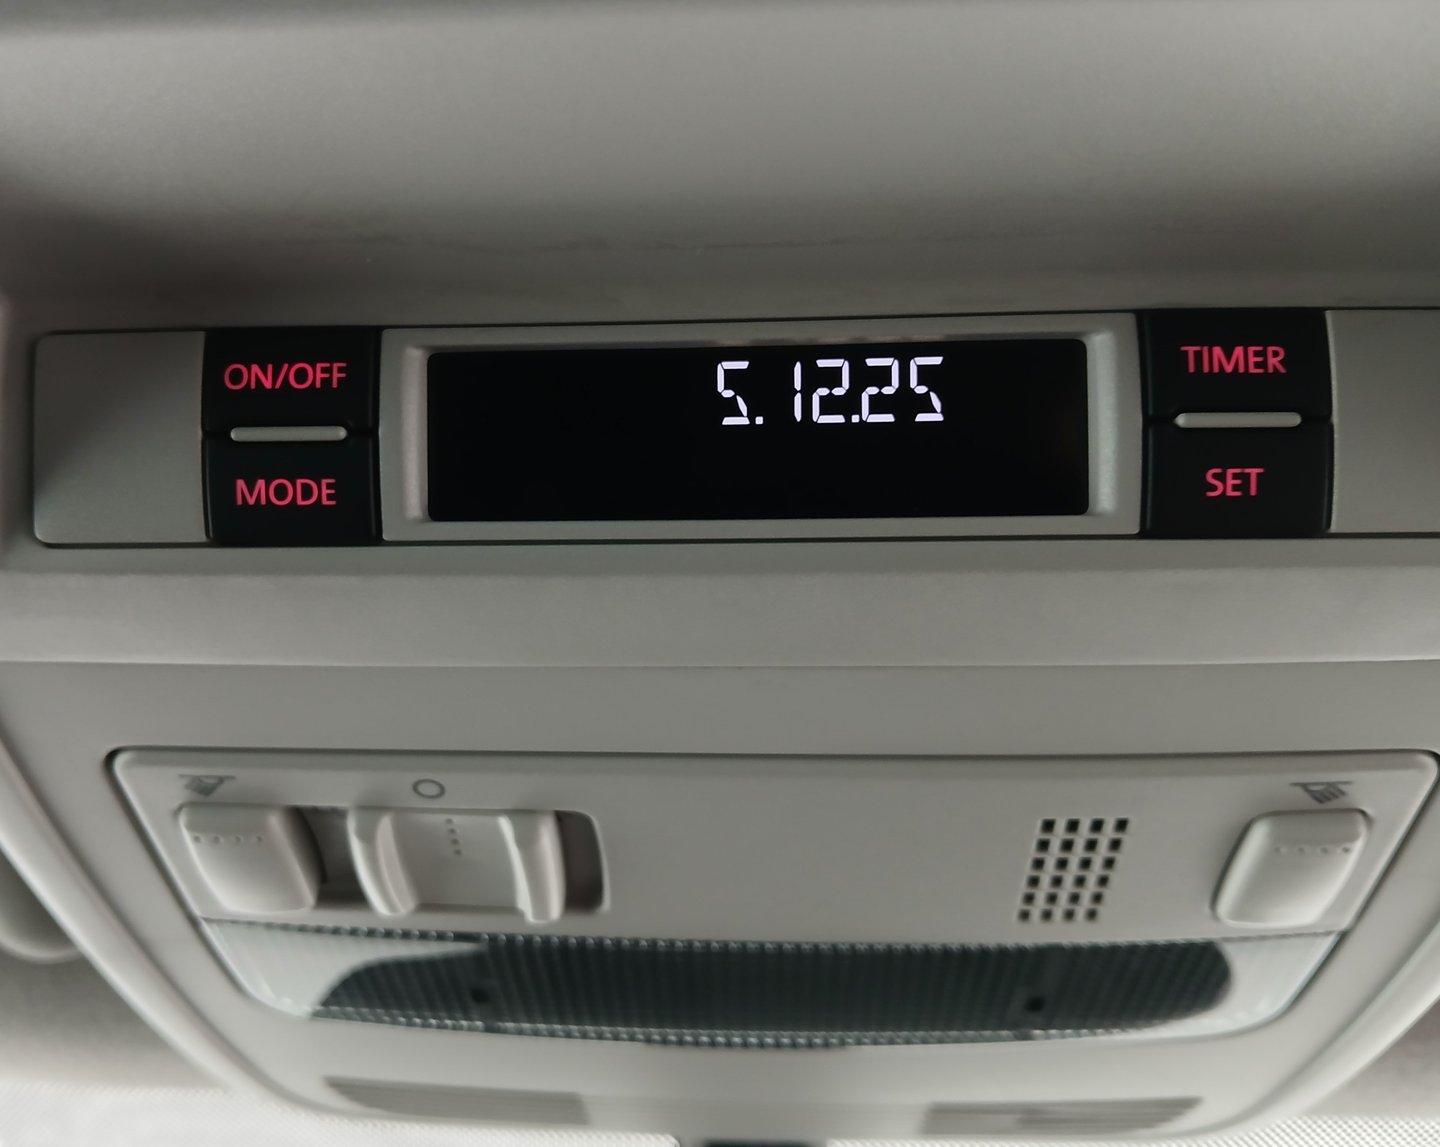 ON/OFF
MODE
5.12.25
TIMER
SET